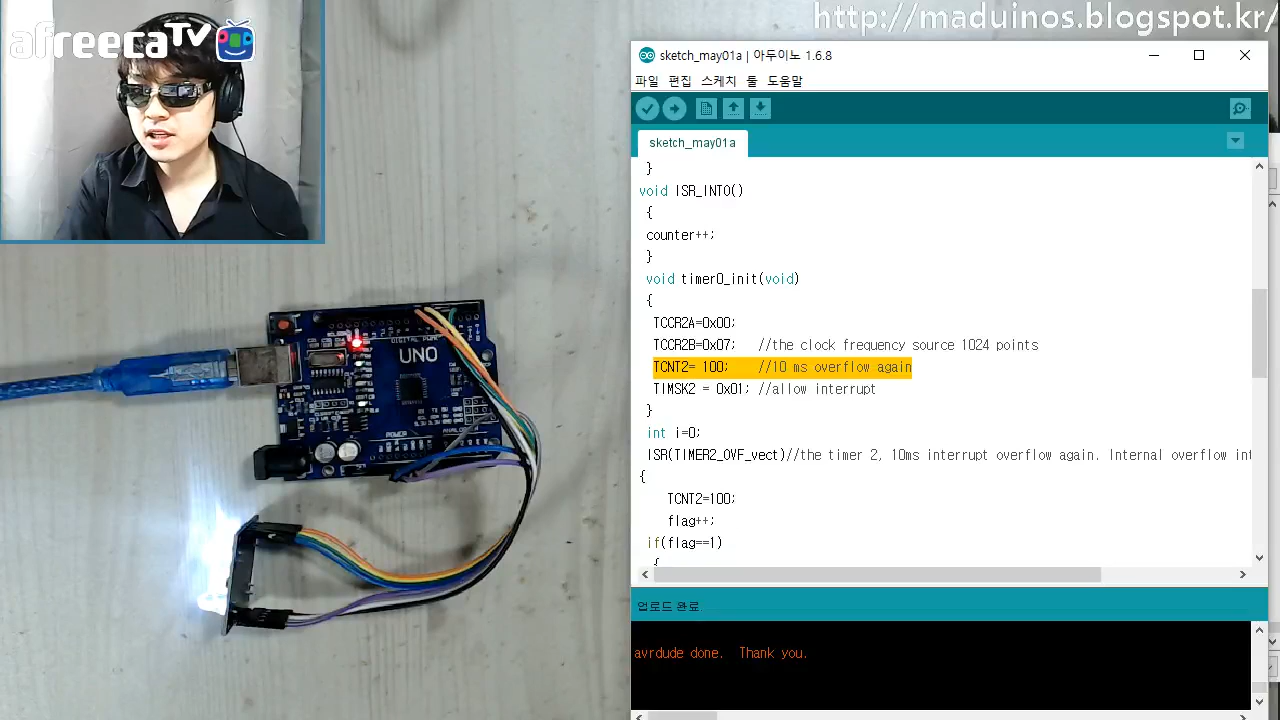 afreecaTV
http://maduinos.blogspot.kr/
sketch_may01a | 아두이노 1.6.8
파일 편집 스케치 툴 도움말
sketch_may01a
}
void ISR_INTO()
{
counter++;
}
void timer0_init(void)
{
TCCR2A=0x00;
TCCR2B=0x07; //the clock frequency source 1024 points
TCNT2= 100; //10 ms overflow again
TIMSK2 = 0x01; //allow interrupt
}
int i=0;
ISR(TIMER2_OVF_vect)//the timer 2, 10ms interrupt overflow again. Internal overflow in
{
TCNT2=100;
flag++;
if(flag==1)
{
업로드 완료
avrdude done. Thank you.
UNO
DIGITAL
POWER